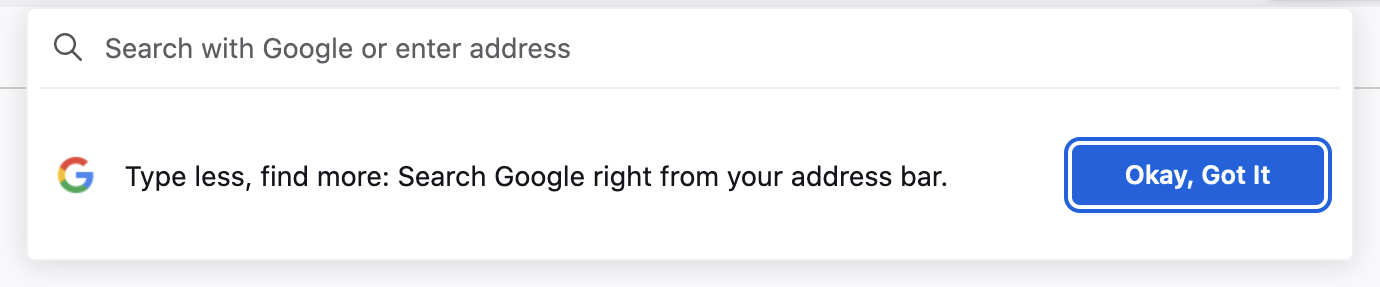 Search with Google or enter address
Type less, find more: Search Google right from your address bar.
Okay, Got It